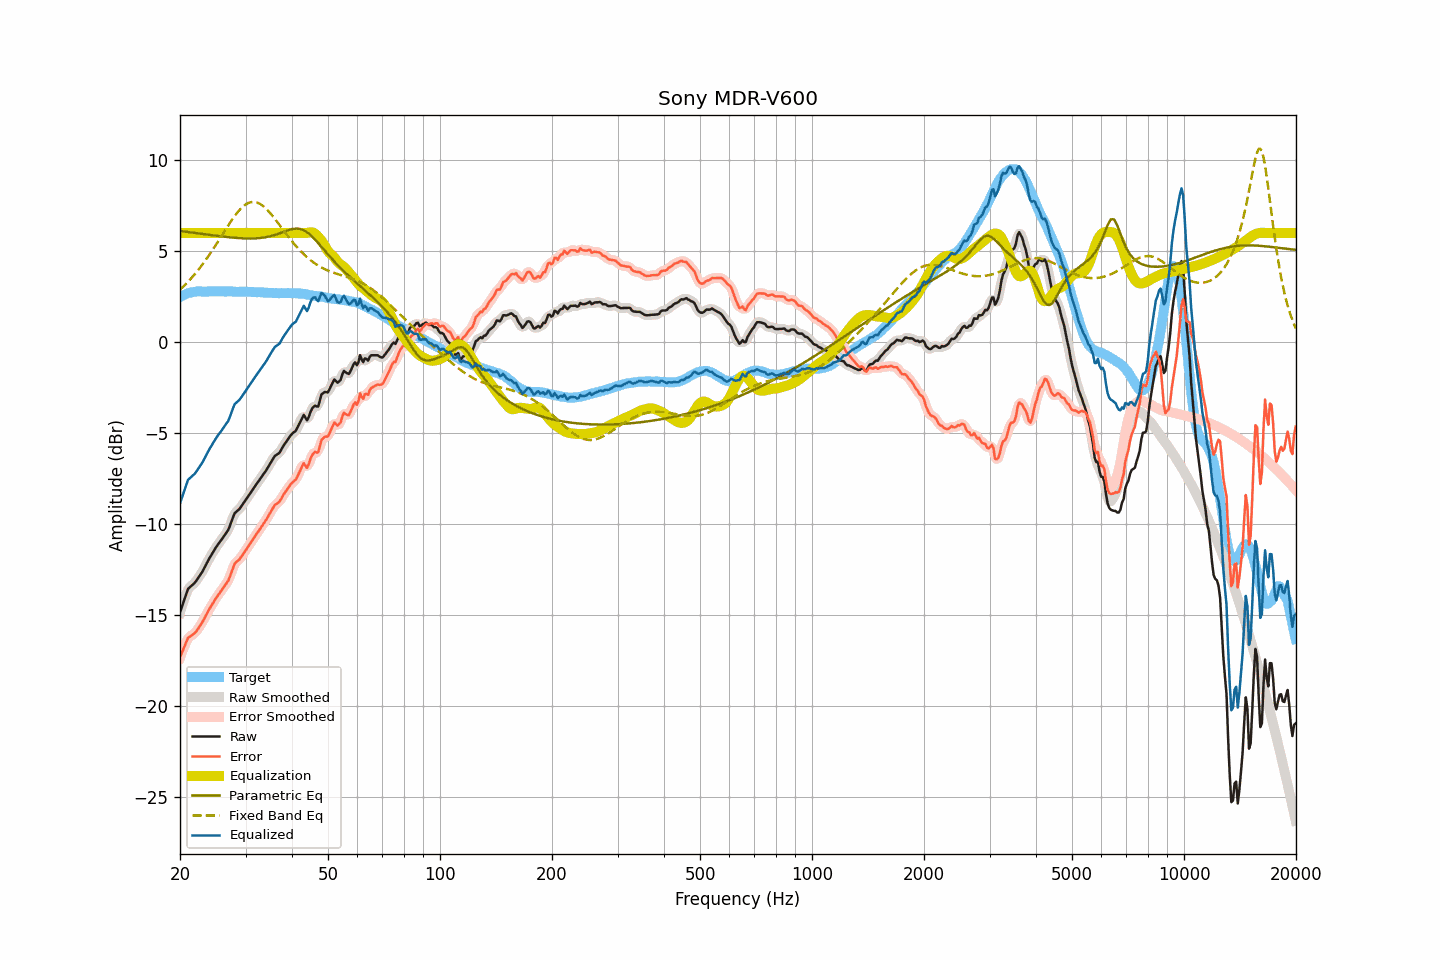 Sony MDR-V600
10
5
0
−5
−10
−15
−20
−25
Amplitude (dBr)
Target
Raw Smoothed
Error Smoothed
Raw
Error
Equalization
Parametric Eq
Fixed Band Eq
Equalized
20 50 100 200 500 1000 2000 5000 10000 20000
Frequency (Hz)